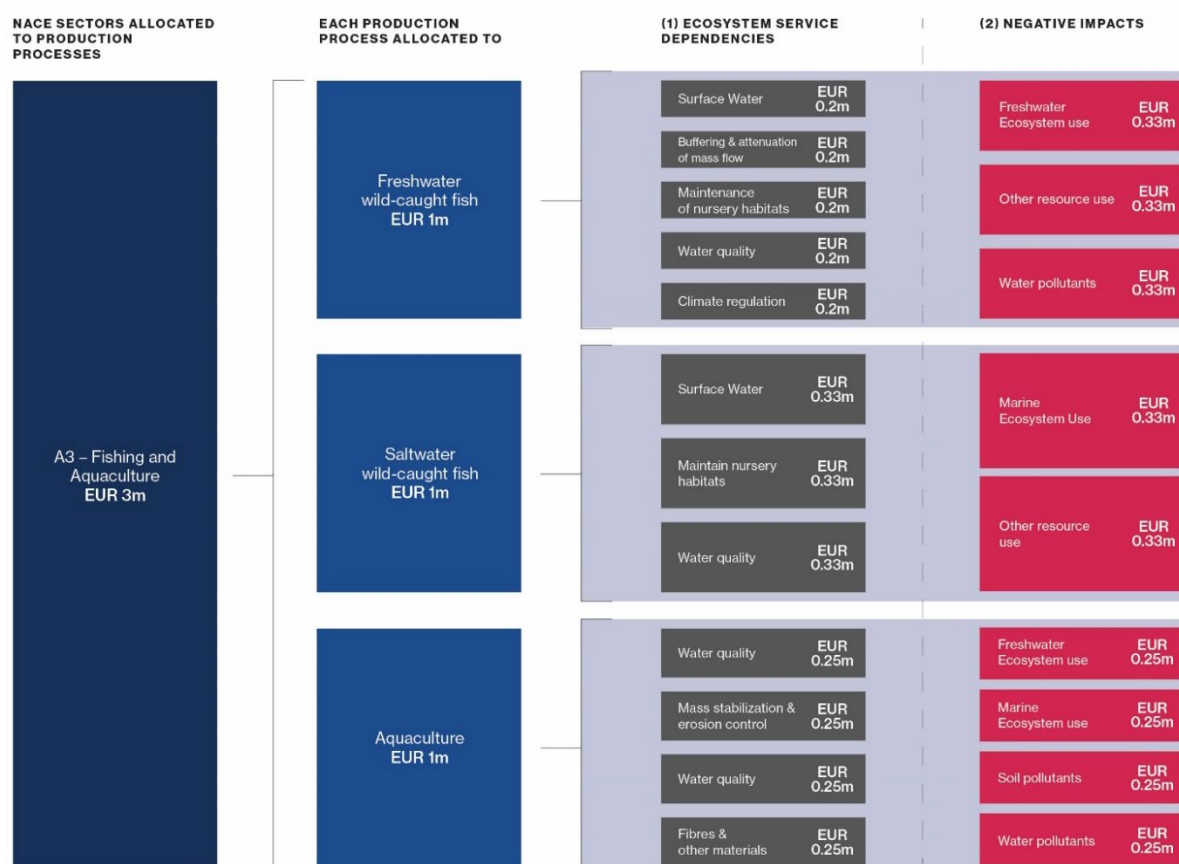 NACE SECTORS ALLOCATED
TO PRODUCTION
PROCESSES
EACH PRODUCTION
PROCESS ALLOCATED TO
(1) ECOSYSTEM SERVICE
DEPENDENCIES
(2) NEGATIVE IMPACTS
A3 – Fishing and
Aquaculture
EUR 3m
Freshwater
wild-caught fish
EUR 1m
Surface Water
EUR
0.2m
Buffering & attenuation
of mass flow
EUR
0.2m
Maintenance
of nursery habitats
EUR
0.2m
Water quality
EUR
0.2m
Climate regulation
EUR
0.2m
Freshwater
Ecosystem use
EUR
0.33m
Other resource use
EUR
0.33m
Water pollutants
EUR
0.33m
Saltwater
wild-caught fish
EUR 1m
Surface Water
EUR
0.33m
Maintain nursery
habitats
EUR
0.33m
Water quality
EUR
0.33m
Marine
Ecosystem Use
EUR
0.33m
Other resource
use
EUR
0.33m
Aquaculture
EUR 1m
Water quality
EUR
0.25m
Mass stabilization &
erosion control
EUR
0.25m
Water quality
EUR
0.25m
Fibres &
other materials
EUR
0.25m
Freshwater
Ecosystem use
EUR
0.25m
Marine
Ecosystem use
EUR
0.25m
Soil pollutants
EUR
0.25m
Water pollutants
EUR
0.25m